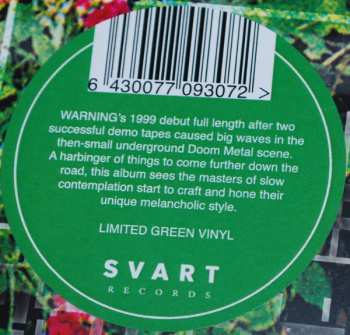 6 430077 093072 >
WARNING's 1999 debut full length after two
successful demo tapes caused big waves in the
then-small underground Doom Metal scene.
A harbinger of things to come further down the
road, this album sees the masters of slow
contemplation start to craft and hone their
unique melancholic style.
LIMITED GREEN VINYL
SVART
RECORDS